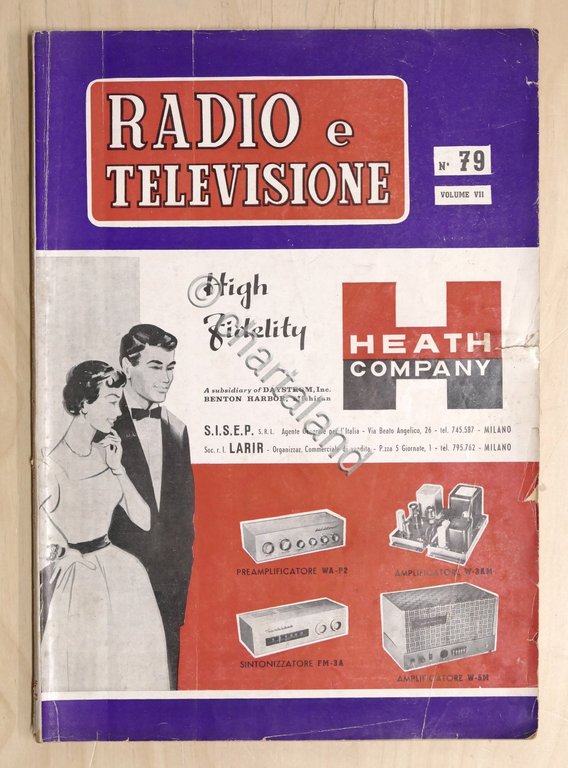 RADIO e
TELEVISIONE
N° 79
VOLUME VII
High
Fidelity
HEATH
COMPANY
A subsidiary of DAYSTROM, Inc.
BENTON HARBOR, Michigan
S.I.S.E.P. S.R.L. Agente Generale per l'Italia - Via Beato Angelico, 26 - tel. 745.587 - MILANO
Soc. r. l. LARIR - Organizzaz. Commerciale di vendita - P.zza 5 Giornate, 1 - tel. 795.762 - MILANO
PREAMPLIFICATORE WA-P2
AMPLIFICATORE
SINTONIZZATORE FM-3A
AMPLIFICATORE W-5M
© chartaland